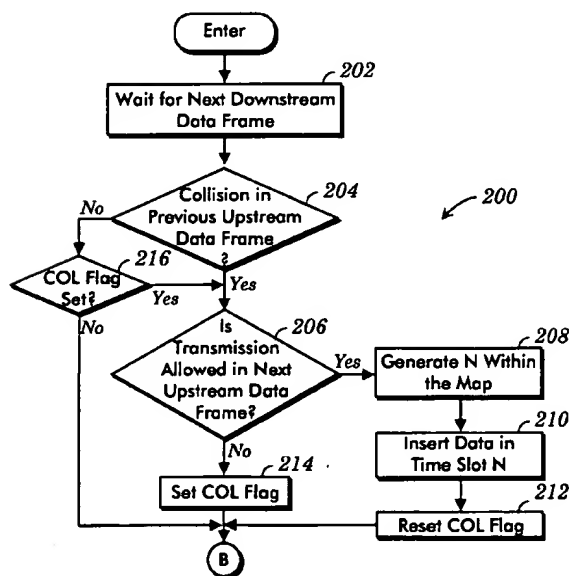 Enter
202
Wait for Next Downstream
Data Frame
204
Collision in
Previous Upstream
Data Frame
?
No
Yes
200
216
COL Flag
Set?
Yes
No
206
Is
Transmission
Allowed in Next
Upstream Data
Frame?
Yes
No
208
Generate N Within
the Map
210
Insert Data in
Time Slot N
214
Set COL Flag
212
Reset COL Flag
B